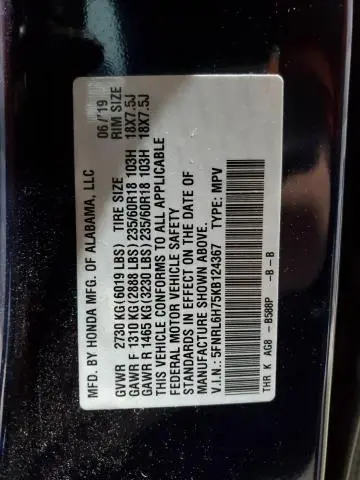 MFD. BY HONDA MFG. OF ALABAMA, LLC 06/'19
GVWR 2730 KG(6019 LBS) TIRE SIZE RIM SIZE
GAWR F 1310 KG(2888 LBS) 235/60R18 103H 18X7.5J
GAWR R 1465 KG(3230 LBS) 235/60R18 103H 18X7.5J
THIS VEHICLE CONFORMS TO ALL APPLICABLE
FEDERAL MOTOR VEHICLE SAFETY
STANDARDS IN EFFECT ON THE DATE OF
MANUFACTURE SHOWN ABOVE.
V.I.N.: 5FNRL6H75KB124367 TYPE: MPV
THR K AG8 - B588P -B-B